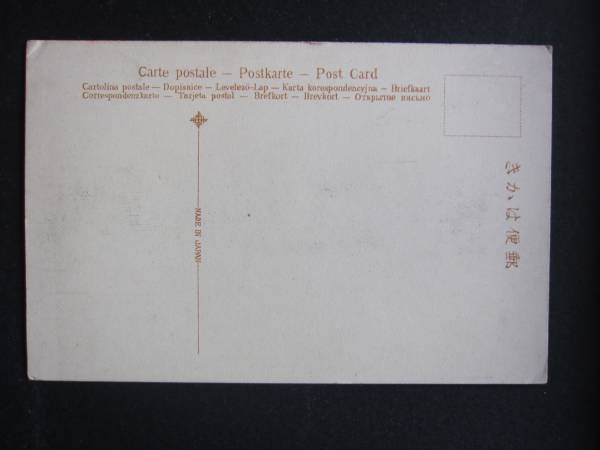 Carte postale — Postkarte — Post Card
Cartolina postale — Dopisnice — Levelező-Lap — Karta korespondencyjna — Briefkaart
Correspondenzkarte — Tarjeta postal — Brefkort — Brevkort — Открытое письмо
MADE IN JAPAN
郵便はかき